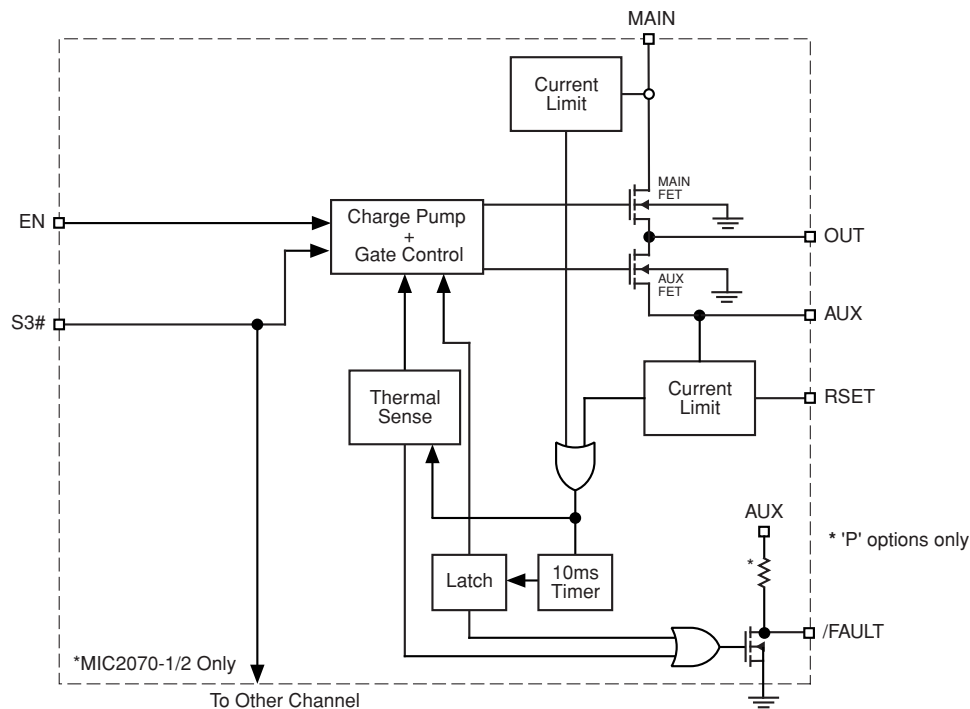 MAIN
Current
Limit
MAIN
FET
EN
Charge Pump
+
Gate Control
OUT
AUX
FET
S3#
AUX
Thermal
Sense
Current
Limit
RSET
AUX
* 'P' options only
*
Latch
10ms
Timer
/FAULT
*MIC2070-1/2 Only
To Other Channel